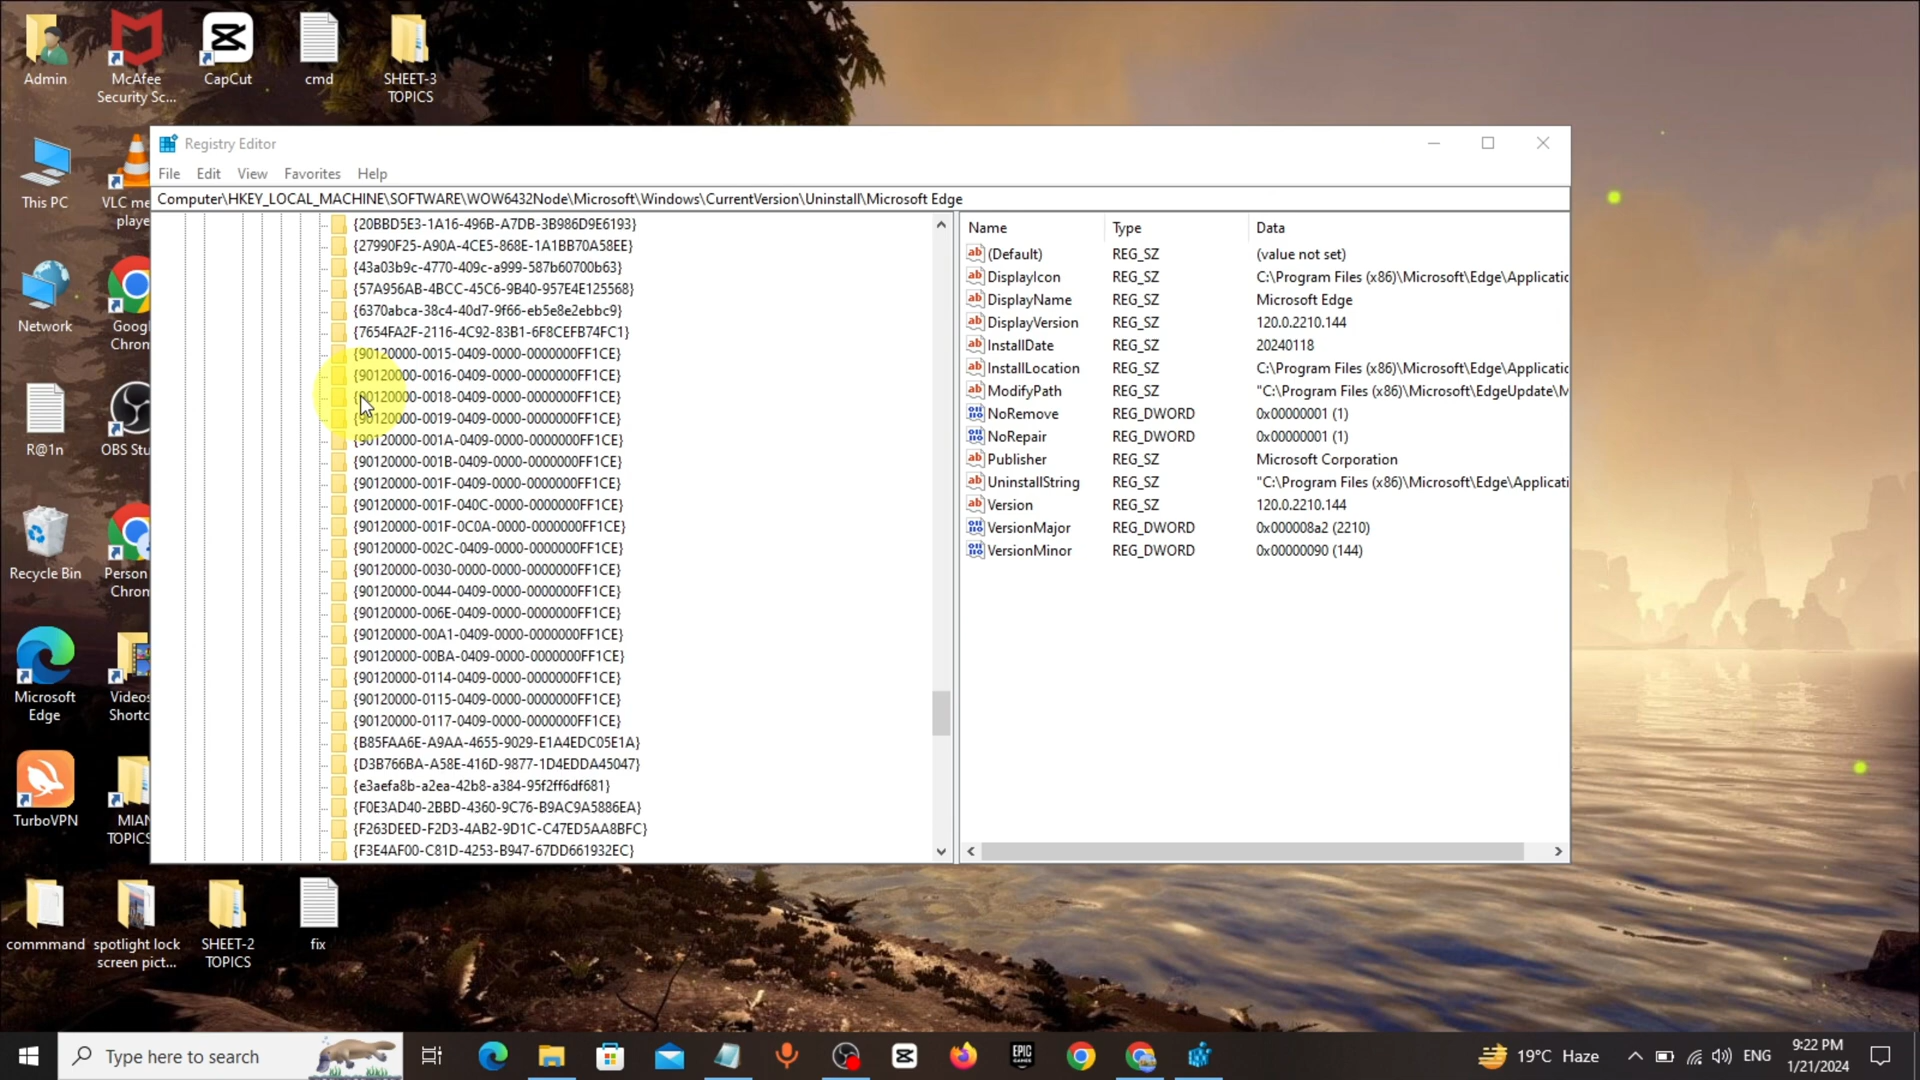 Admin
McAfee
Security Sc...
CapCut
cmd
SHEET-3
TOPICS
This PC
VLC me
player
Network
Googl
Chron
R@1n
OBS Stu
Recycle Bin
Person
Chron
Microsoft
Edge
Videos
Shortc
TurboVPN
MIAN
TOPICS
commmand
spotlight lock
screen pict...
SHEET-2
TOPICS
fix
Registry Editor
File Edit View Favorites Help
Computer\HKEY_LOCAL_MACHINE\SOFTWARE\WOW6432Node\Microsoft\Windows\CurrentVersion\Uninstall\Microsoft Edge
{20BBD5E3-1A16-496B-A7DB-3B986D9E6193}
{27990F25-A90A-4CE5-868E-1A1BB70A58EE}
{43a03b9c-4770-409c-a999-587b60700b63}
{57A956AB-4BCC-45C6-9B40-957E4E125568}
{6370abca-38c4-40d7-9f66-eb5e8e2ebbc9}
{7654FA2F-2116-4C92-83B1-6F8CEFB74FC1}
{90120000-0015-0409-0000-0000000FF1CE}
{90120000-0016-0409-0000-0000000FF1CE}
{90120000-0018-0409-0000-0000000FF1CE}
{90120000-0019-0409-0000-0000000FF1CE}
{90120000-001A-0409-0000-0000000FF1CE}
{90120000-001B-0409-0000-0000000FF1CE}
{90120000-001F-0409-0000-0000000FF1CE}
{90120000-001F-040C-0000-0000000FF1CE}
{90120000-001F-0C0A-0000-0000000FF1CE}
{90120000-002C-0409-0000-0000000FF1CE}
{90120000-0030-0000-0000-0000000FF1CE}
{90120000-0044-0409-0000-0000000FF1CE}
{90120000-006E-0409-0000-0000000FF1CE}
{90120000-00A1-0409-0000-0000000FF1CE}
{90120000-00BA-0409-0000-0000000FF1CE}
{90120000-0114-0409-0000-0000000FF1CE}
{90120000-0115-0409-0000-0000000FF1CE}
{90120000-0117-0409-0000-0000000FF1CE}
{B85FAA6E-A9AA-4655-9029-E1A4EDC05E1A}
{D3B766BA-A58E-416D-9877-1D4EDDA45047}
{e3aefa8b-a2ea-42b8-a384-95f2ff6df681}
{F0E3AD40-2BBD-4360-9C76-B9AC9A5886EA}
{F263DEED-F2D3-4AB2-9D1C-C47ED5AA8BFC}
{F3E4AF00-C81D-4253-B947-67DD661932EC}
Name Type Data
(Default) REG_SZ (value not set)
DisplayIcon REG_SZ C:\Program Files (x86)\Microsoft\Edge\Applicatic
DisplayName REG_SZ Microsoft Edge
DisplayVersion REG_SZ 120.0.2210.144
InstallDate REG_SZ 20240118
InstallLocation REG_SZ C:\Program Files (x86)\Microsoft\Edge\Applicatic
ModifyPath REG_SZ "C:\Program Files (x86)\Microsoft\EdgeUpdate\M
NoRemove REG_DWORD 0x00000001 (1)
NoRepair REG_DWORD 0x00000001 (1)
Publisher REG_SZ Microsoft Corporation
UninstallString REG_SZ "C:\Program Files (x86)\Microsoft\Edge\Applicati
Version REG_SZ 120.0.2210.144
VersionMajor REG_DWORD 0x000008a2 (2210)
VersionMinor REG_DWORD 0x00000090 (144)
Type here to search
EPIC
GAMES
19°C Haze
ENG
9:22 PM
1/21/2024